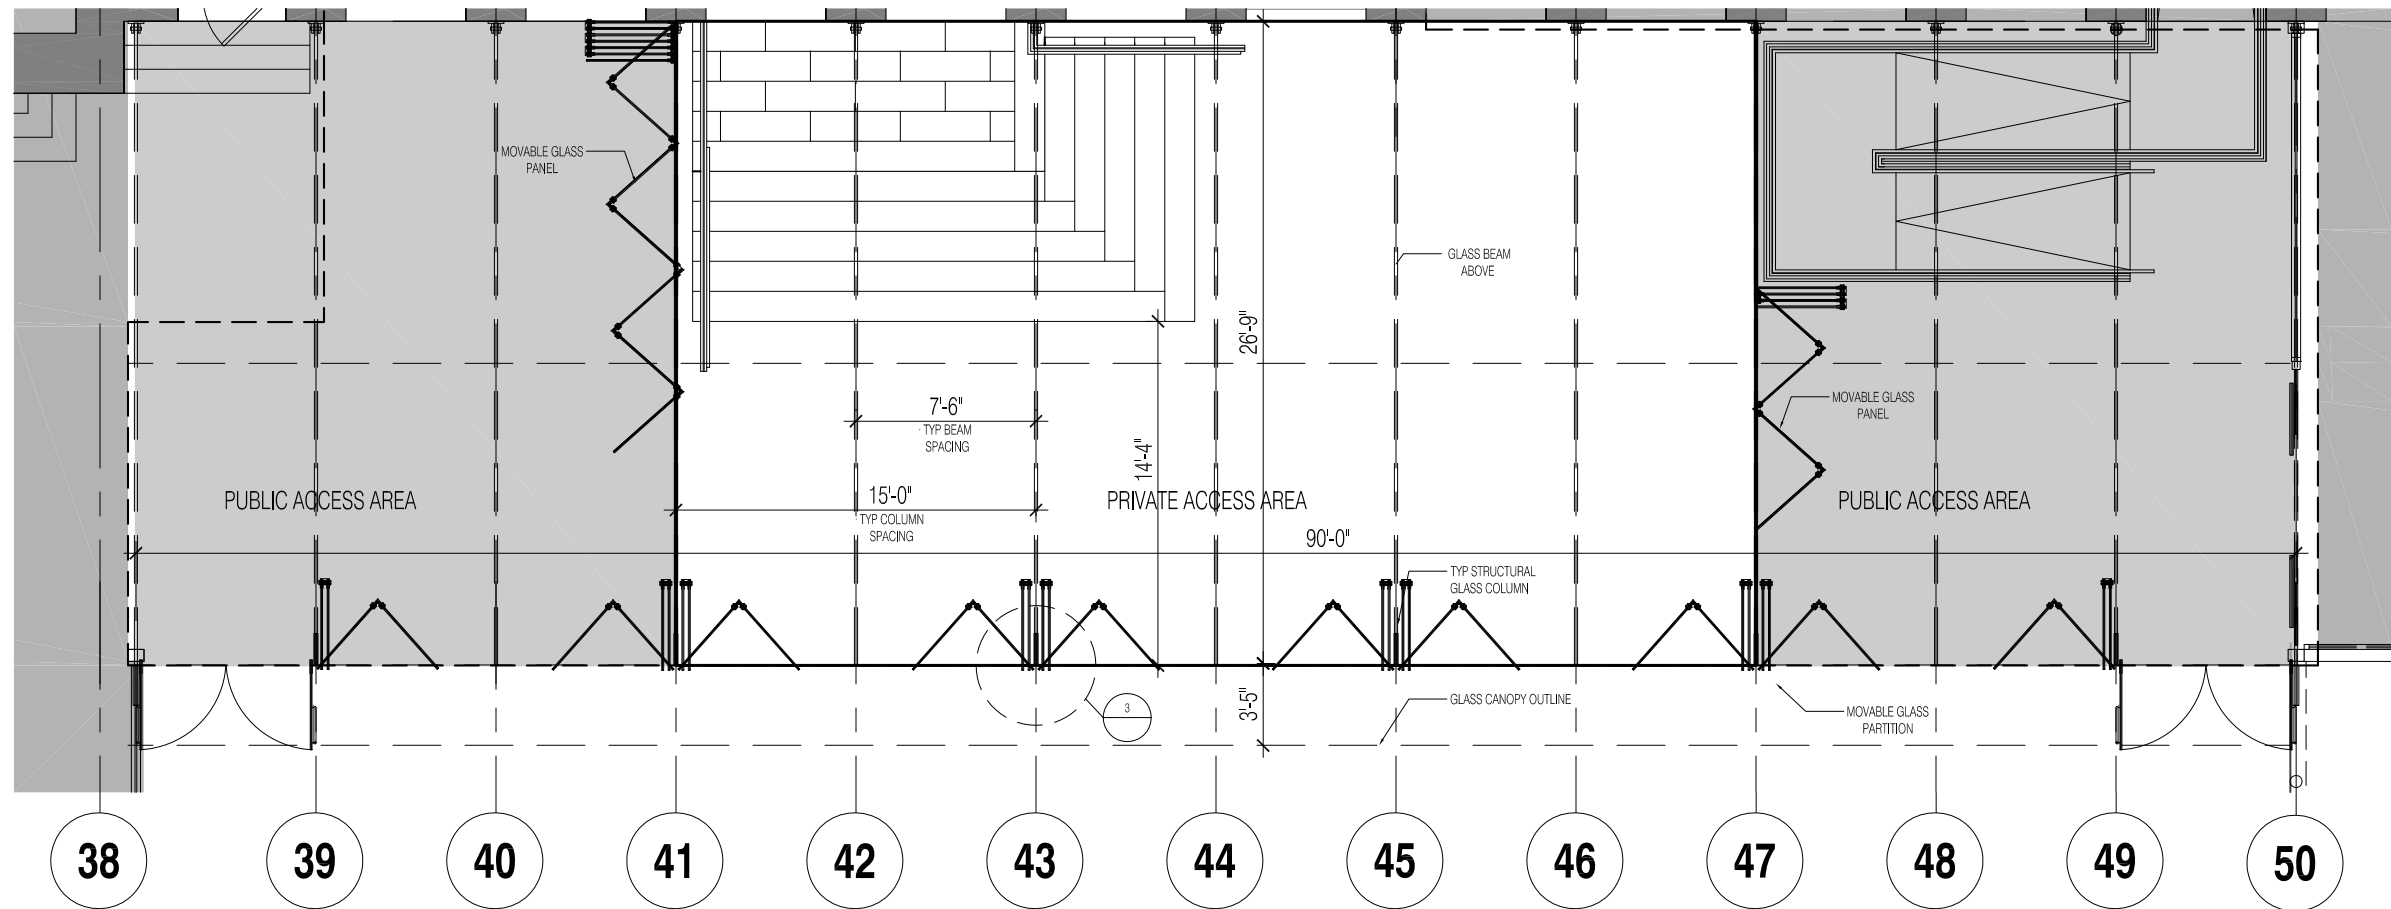 MOVABLE GLASS
PANEL
GLASS BEAM
ABOVE
26'-9"
7'-6"
TYP BEAM
SPACING
MOVABLE GLASS
PANEL
14'-4"
PUBLIC ACCESS AREA
15'-0"
TYP COLUMN
SPACING
PRIVATE ACCESS AREA
PUBLIC ACCESS AREA
90'-0"
TYP STRUCTURAL
GLASS COLUMN
3'-5"
3
GLASS CANOPY OUTLINE
MOVABLE GLASS
PARTITION
38
39
40
41
42
43
44
45
46
47
48
49
50